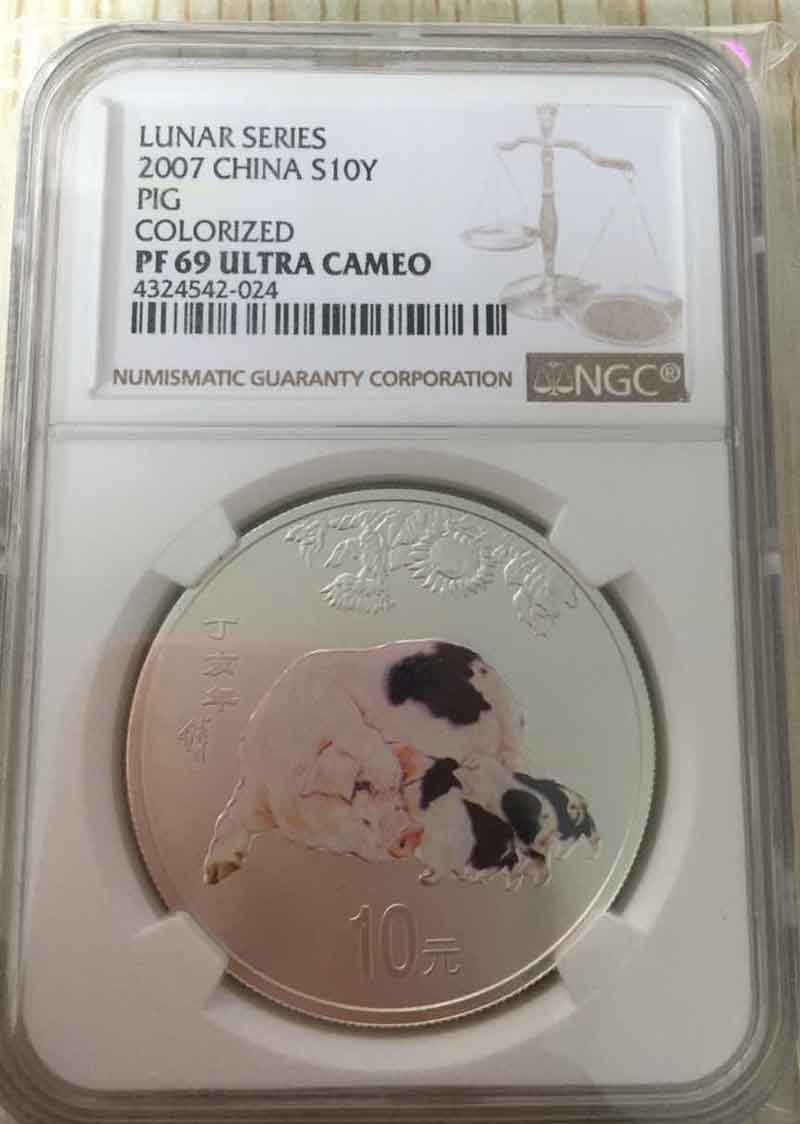 LUNAR SERIES
2007 CHINA S10Y
PIG
COLORIZED
PF 69 ULTRA CAMEO
4324542-024
NUMISMATIC GUARANTY CORPORATION
NGC®
丁亥年
10元